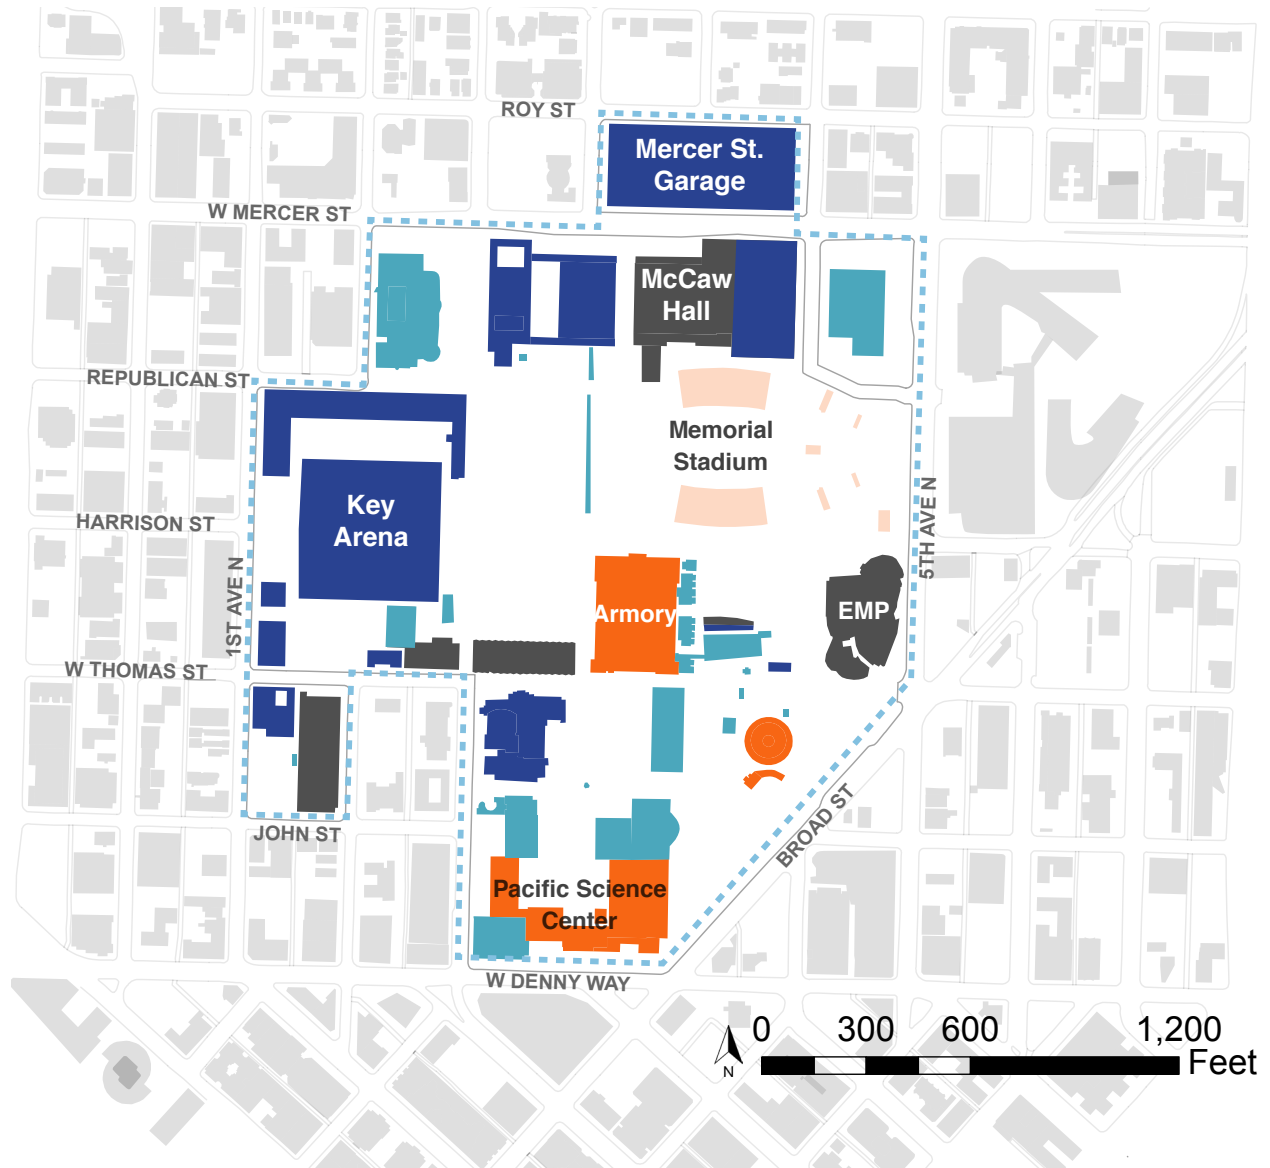 ROY ST
Mercer St.
Garage
W MERCER ST
McCaw
Hall
REPUBLICAN ST
Memorial
Stadium
Key
Arena
HARRISON ST
5TH AVE N
1ST AVE N
Armory
EMP
W THOMAS ST
JOHN ST
BROAD ST
Pacific Science
Center
W DENNY WAY
0 300 600 1,200
Feet
N